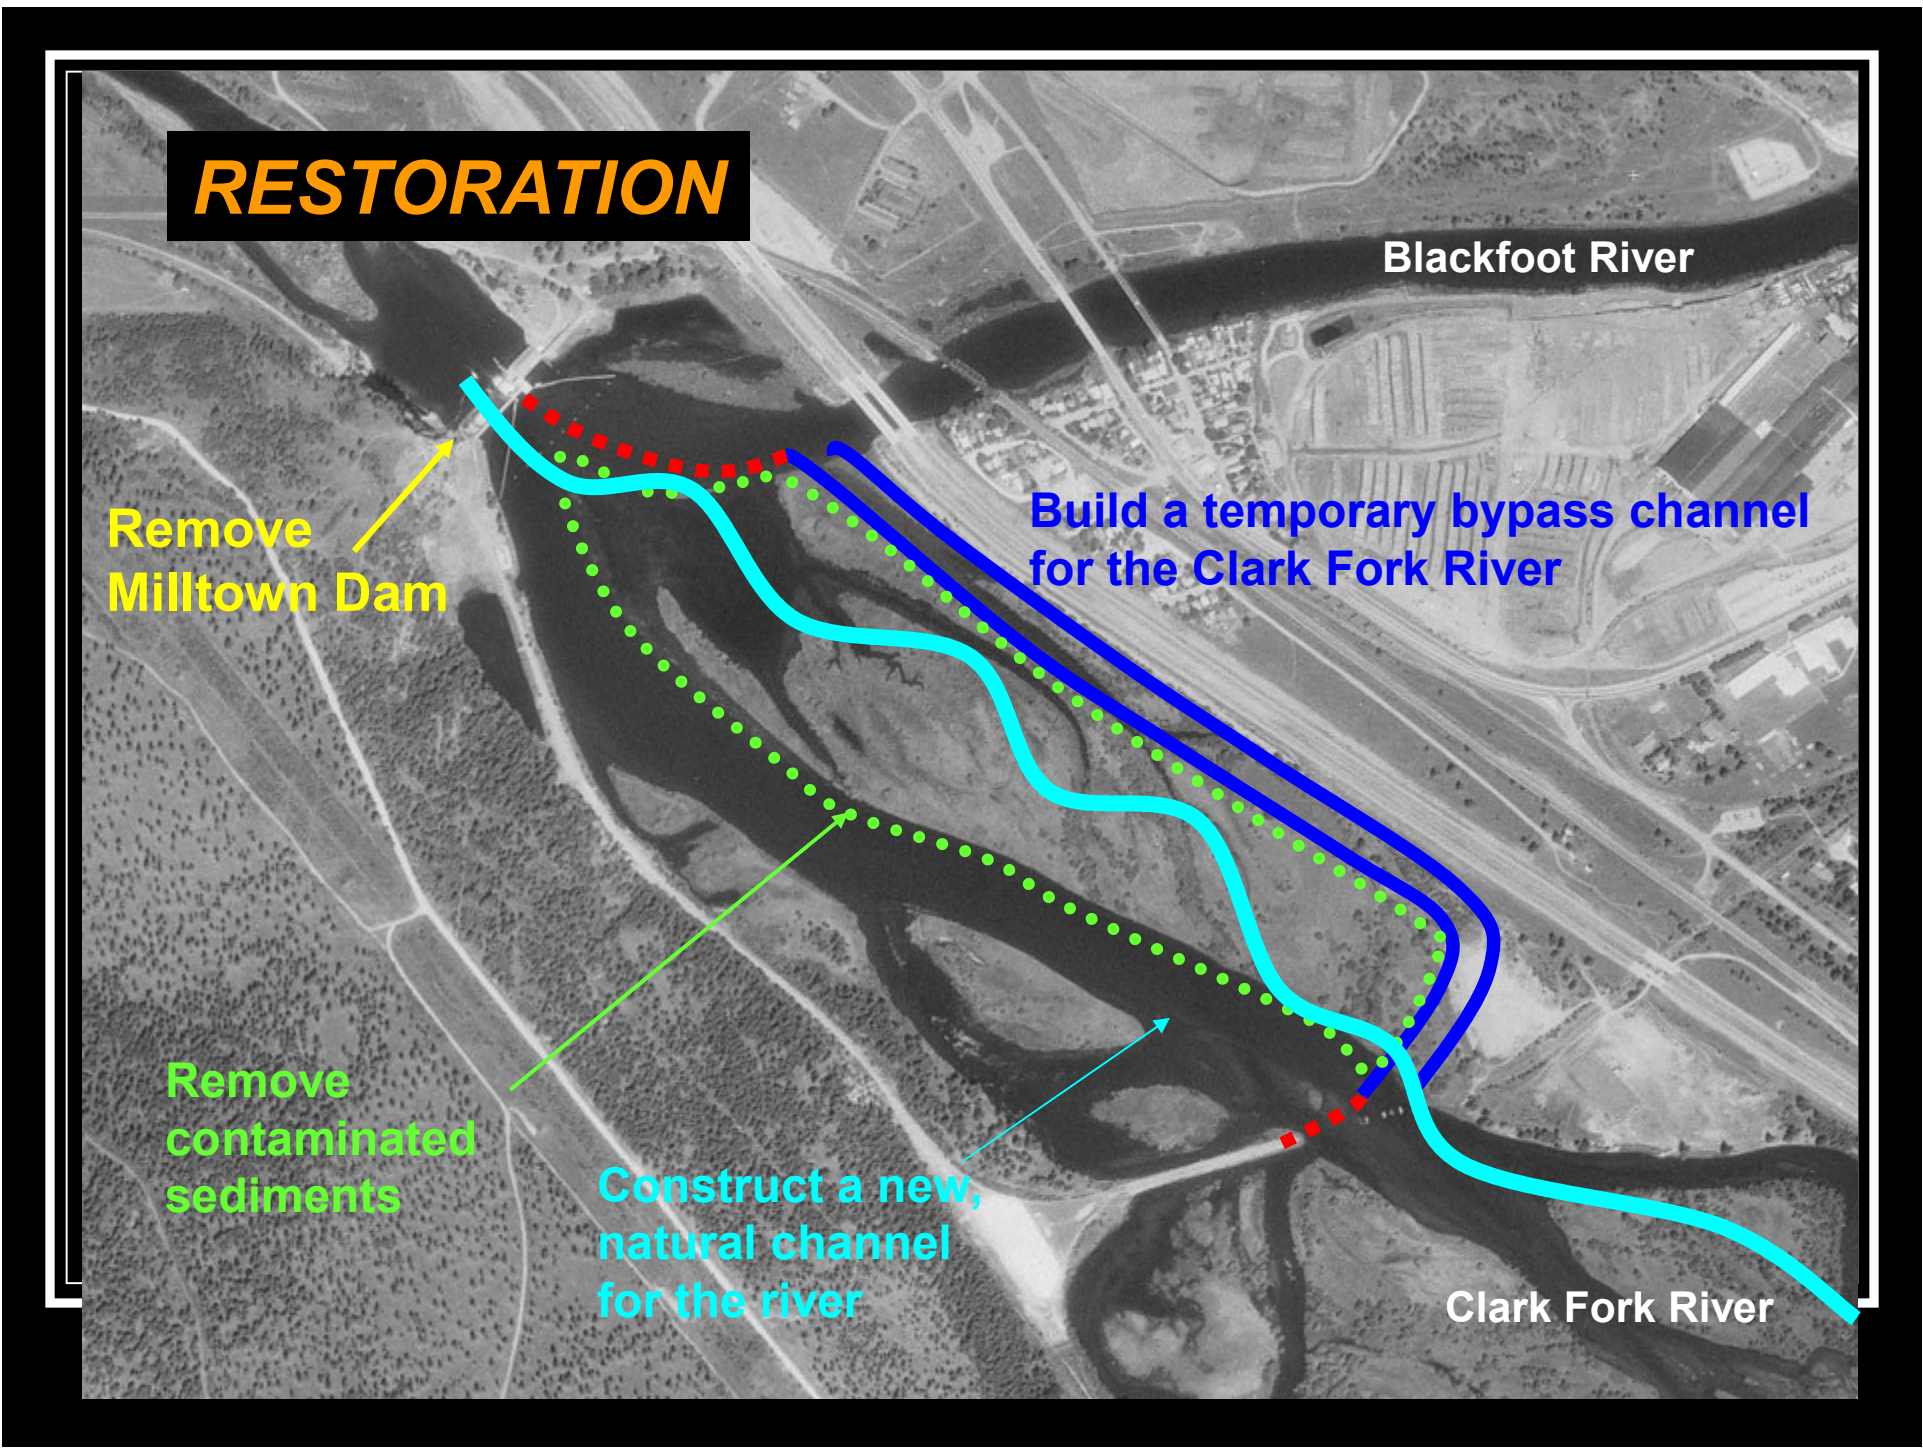 RESTORATION
Blackfoot River
Build a temporary bypass channel
for the Clark Fork River
Remove
Milltown Dam
Remove
contaminated
sediments
Construct a new,
natural channel
for the river
Clark Fork River